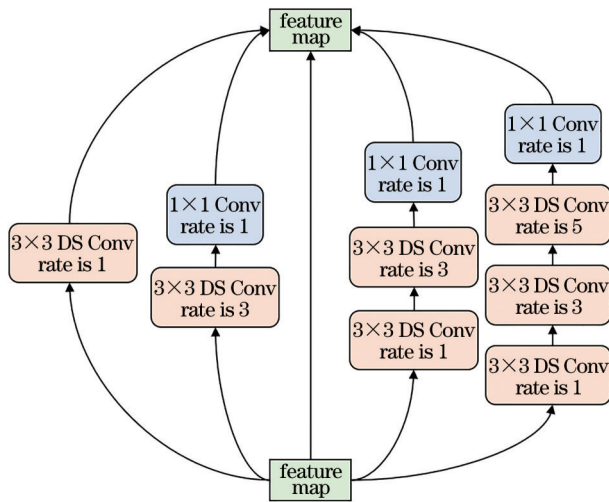 feature
map
3×3 DS Conv
rate is 1
1×1 Conv
rate is 1
3×3 DS Conv
rate is 3
1×1 Conv
rate is 1
3×3 DS Conv
rate is 3
3×3 DS Conv
rate is 1
1×1 Conv
rate is 1
3×3 DS Conv
rate is 5
3×3 DS Conv
rate is 3
3×3 DS Conv
rate is 1
feature
map